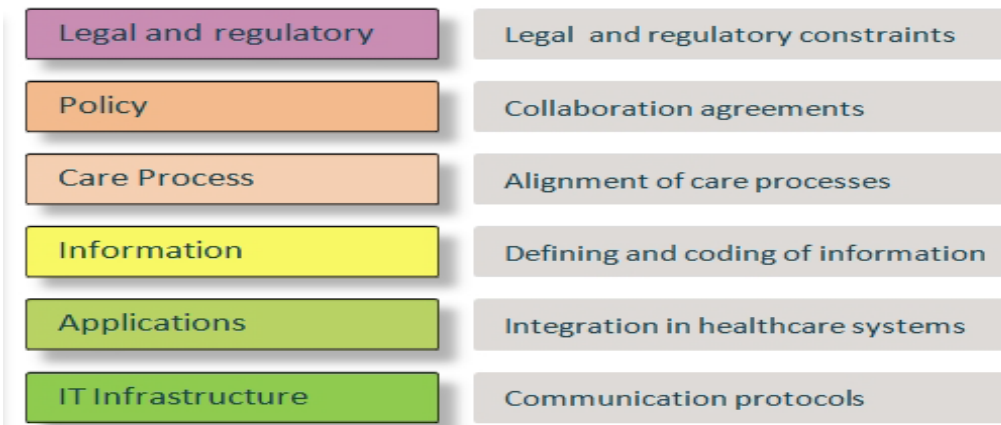 Legal and regulatory
Legal and regulatory constraints
Policy
Collaboration agreements
Care Process
Alignment of care processes
Information
Defining and coding of information
Applications
Integration in healthcare systems
IT Infrastructure
Communication protocols